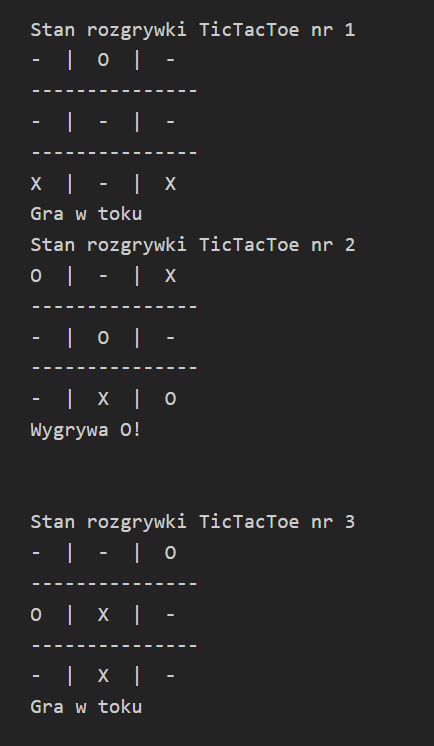 Stan rozgrywki TicTacToe nr 1
- | O | -
---------------
- | - | -
---------------
X | - | X
Gra w toku
Stan rozgrywki TicTacToe nr 2
O | - | X
---------------
- | O | -
---------------
- | X | O
Wygrywa O!
Stan rozgrywki TicTacToe nr 3
- | - | O
---------------
O | X | -
---------------
- | X | -
Gra w toku